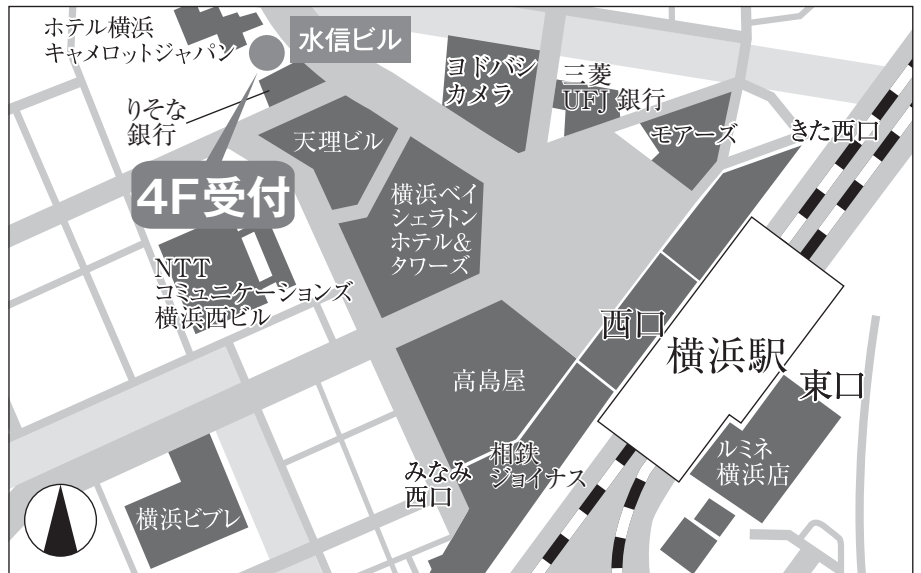 ホテル横浜
キャメロットジャパン
水信ビル
りそな
銀行
4F受付
天理ビル
ヨドバシ
カメラ
三菱
UFJ 銀行
モアーズ
きた西口
横浜ベイ
シェラトン
ホテル&
タワーズ
NTT
コミュニケーションズ
横浜西ビル
西口
横浜駅
東口
高島屋
相鉄
ジョイナス
みなみ
西口
ルミネ
横浜店
横浜ビブレ